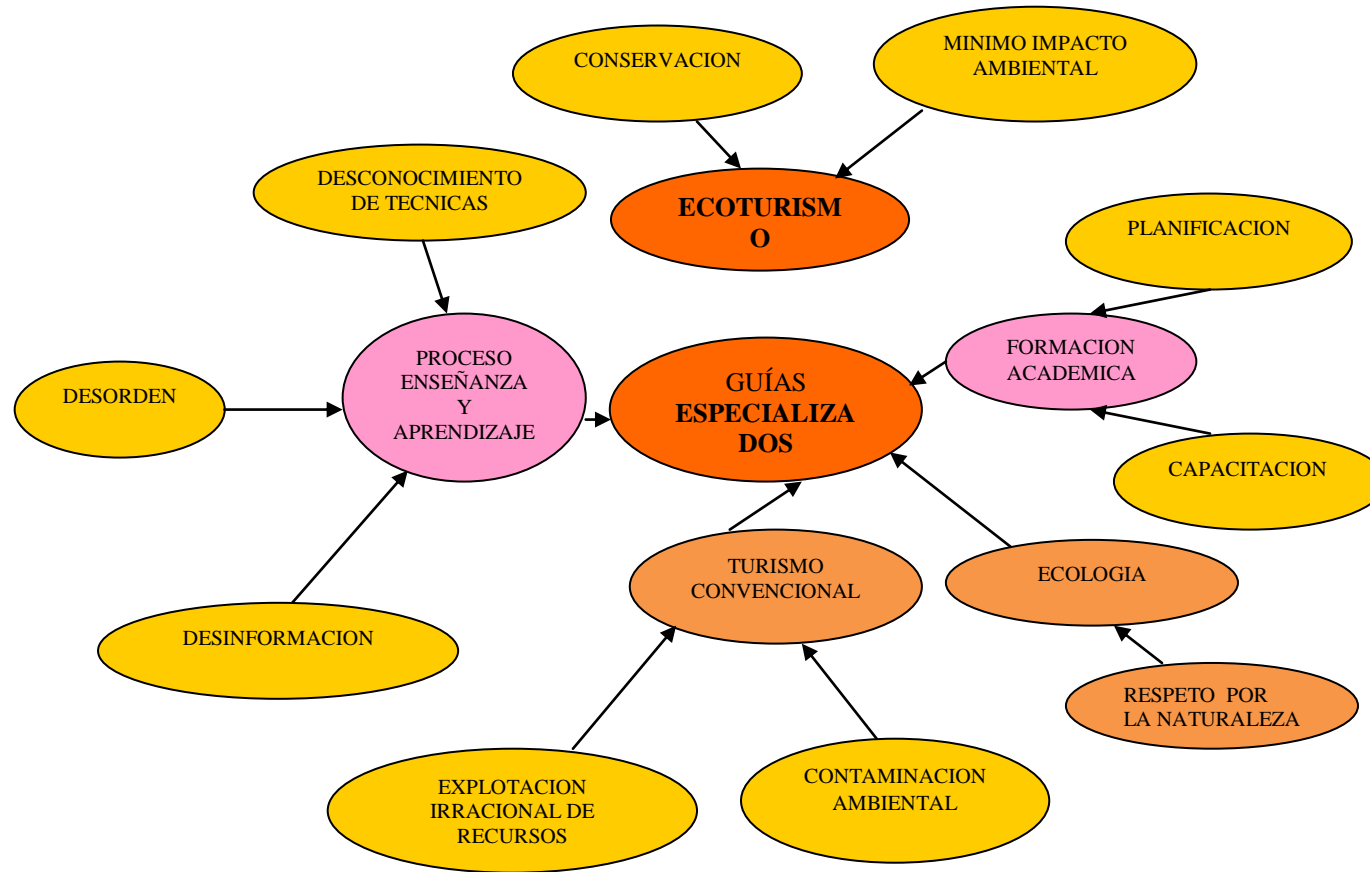 CONSERVACION
MINIMO IMPACTO
AMBIENTAL
DESCONOCIMIENTO
DE TECNICAS
ECOTURISM
O
PLANIFICACION
PROCESO
ENSEÑANZA
Y
APRENDIZAJE
FORMACION
ACADEMICA
GUÍAS
ESPECIALIZA
DOS
DESORDEN
CAPACITACION
TURISMO
CONVENCIONAL
ECOLOGIA
DESINFORMACION
RESPETO POR
LA NATURALEZA
EXPLOTACION
IRRACIONAL DE
RECURSOS
CONTAMINACION
AMBIENTAL